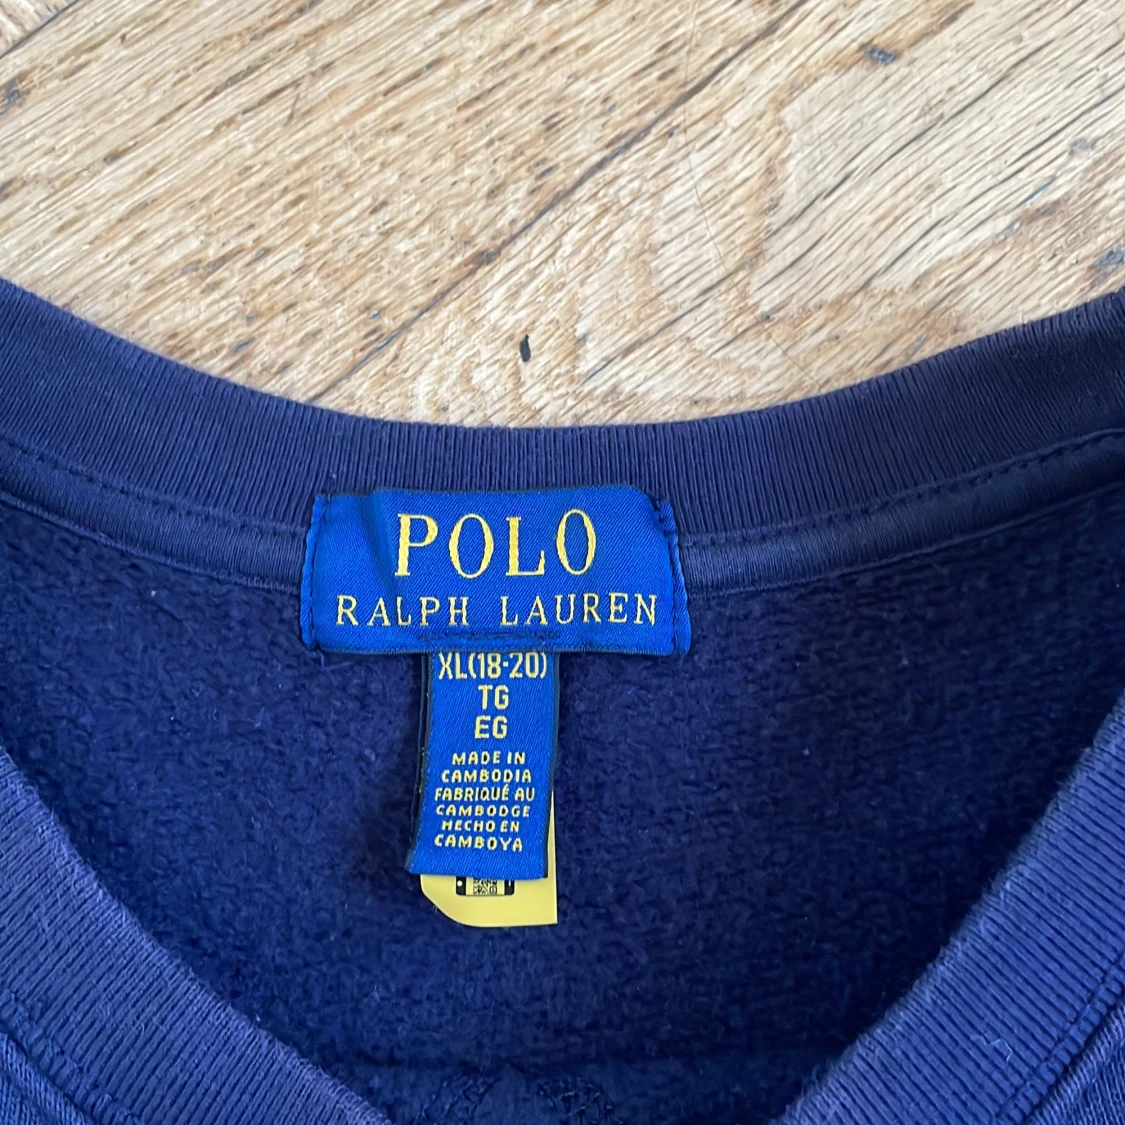 POLO
RALPH LAUREN
XL(18-20)
TG
EG
MADE IN
CAMBODIA
FABRIQUÉ AU
CAMBODGE
HECHO EN
CAMBOYA